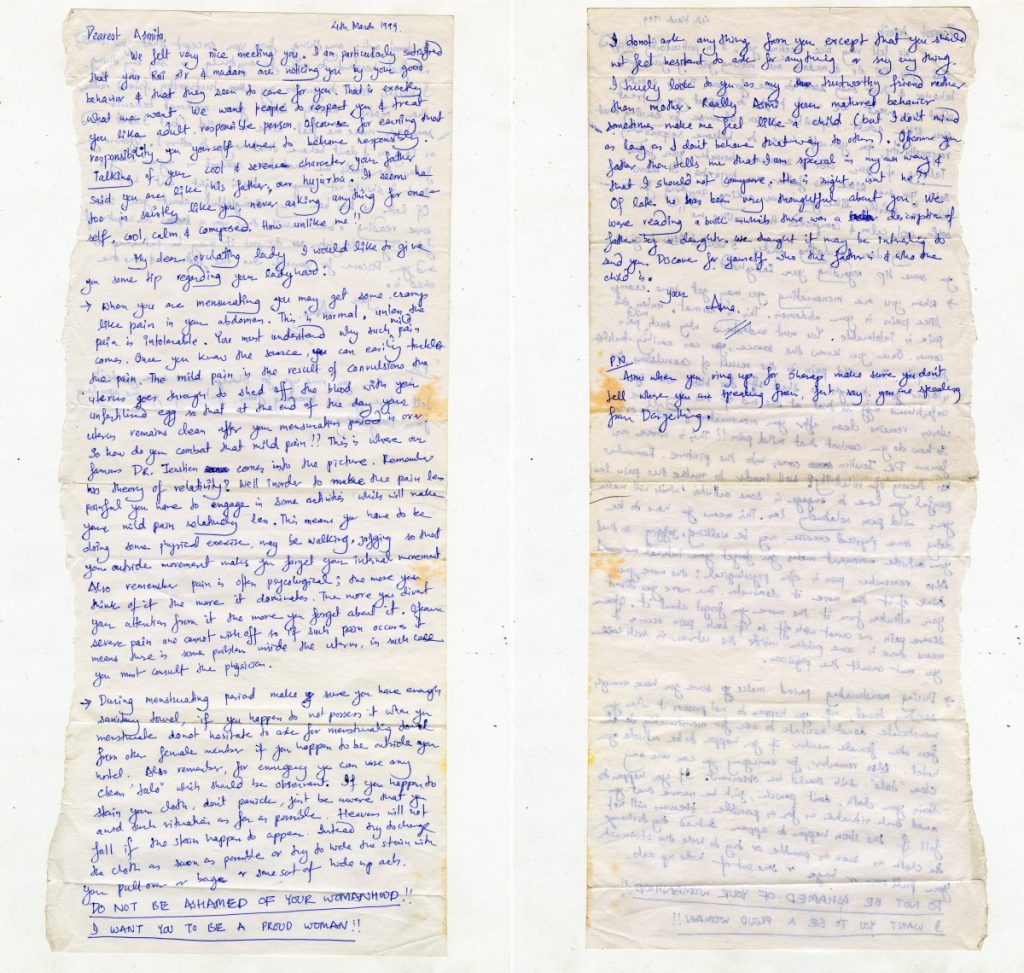 4th March 1999.
Dearest Asmita,
We felt very nice meeting you. I am particularly satisfied
that your Rai sir & madam are noticing you by your good
behavior & that they seem to care for you. That is exactly
what we want. We want people to respect you & treat
you like adult, responsible person. Ofcourse for earning that
responsibility you yourself have to behave responsibly.
Talking of your cool & serene character your father
said you are like his father, our hujurba. It seems he
too is saintly like you, never asking anything for one-
self, cool, calm & composed. How unlike me!!
My dear ovulating lady I would like to give
you some tip regarding your ladyhood:
→ When you are mensurating you may get some cramp
like pain in your abdomen. This is normal, unless the
pain is intolerable. You must understand why such mild pain
comes. Once you know the source, you can easily tackle
the pain. The mild pain is the result of convulsions the
uterus goes through to shed off the blood with your
unfertilised egg so that at the end of the day your
uterus remains clean after your mensuration period is over.
So how do you combat that mild pain!! This is where our
famous DR. comes into the picture. Remember
his theory of relativity? Well inorder to make the pain less
painful you have to engage in some activities which will make
your mild pain relatively less. This means you have to be
doing some physical exercise, may be walking, jogging so that
your outside movement makes you forget your internal movement
Also remember pain is often psycological; the more you
think of it the more it dominates. The more you divert
your attention from it the more you forget about it. Ofcourse
severe pain one cannot wish off so if such pain occurs it
means there is some problem inside the uterus, in such case
you must consult the physician.
→ During menstruating period make sure you have enough
sanitary towel, if you happen to not possess it when you
menstruate donot hesitate to ask for menstruating towel
from other female member if you happen to be outside your
hostel. Also remember, for emergency you can use any
clean "talo" which should be observant. If you happen to
stain your cloth, don't panick, just be aware that you
avoid such situation as far as possible. Heavens will not
fall if the stain happen to appear. Intead try to change
the cloth as soon as possible or try to hide the stain with
your pull over or bag or some sort of hide up acts.
DO NOT BE ASHAMED OF YOUR WOMANHOOD!!
I WANT YOU TO BE A PROUD WOMAN!!
I donot ask anything from you except that you should
not feel hesitant to ask for anything or say anything.
I truely look to you as my trustworthy friend rather
than mother. Really Asmi your matured behavior
sometimes make me feel like a child (but I don't mind
as long as I don't behave that way to others). Ofcourse your
father then tells me that I am special in my own way &
that I should not compare. He is right, isnt he??
Of late he has been very thoughtful about you. We
were reading a book wherein there was a description of
father by a daughter. We thought it may be intresting to
send you. Discover for yourself who the father is & who the
child is.
your
Ama.
P.N.
Asmi when you ring up for Sharap make sure you don't
tell where you are speaking from, just say you are speaking
from Darjeeling.